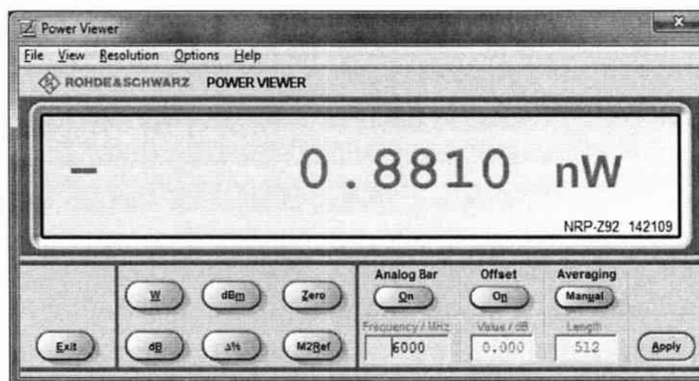 Power Viewer
File View Resolution Options Help
ROHDE&SCHWARZ POWER VIEWER
- 0.8810 nW
NRP-Z92 142109
Analog Bar Offset Averaging
W dBm Zero On On Manual
Frequency / MHz Value / dB Length
Exit dB Δ% M2Ref 6000 0.000 512 Apply